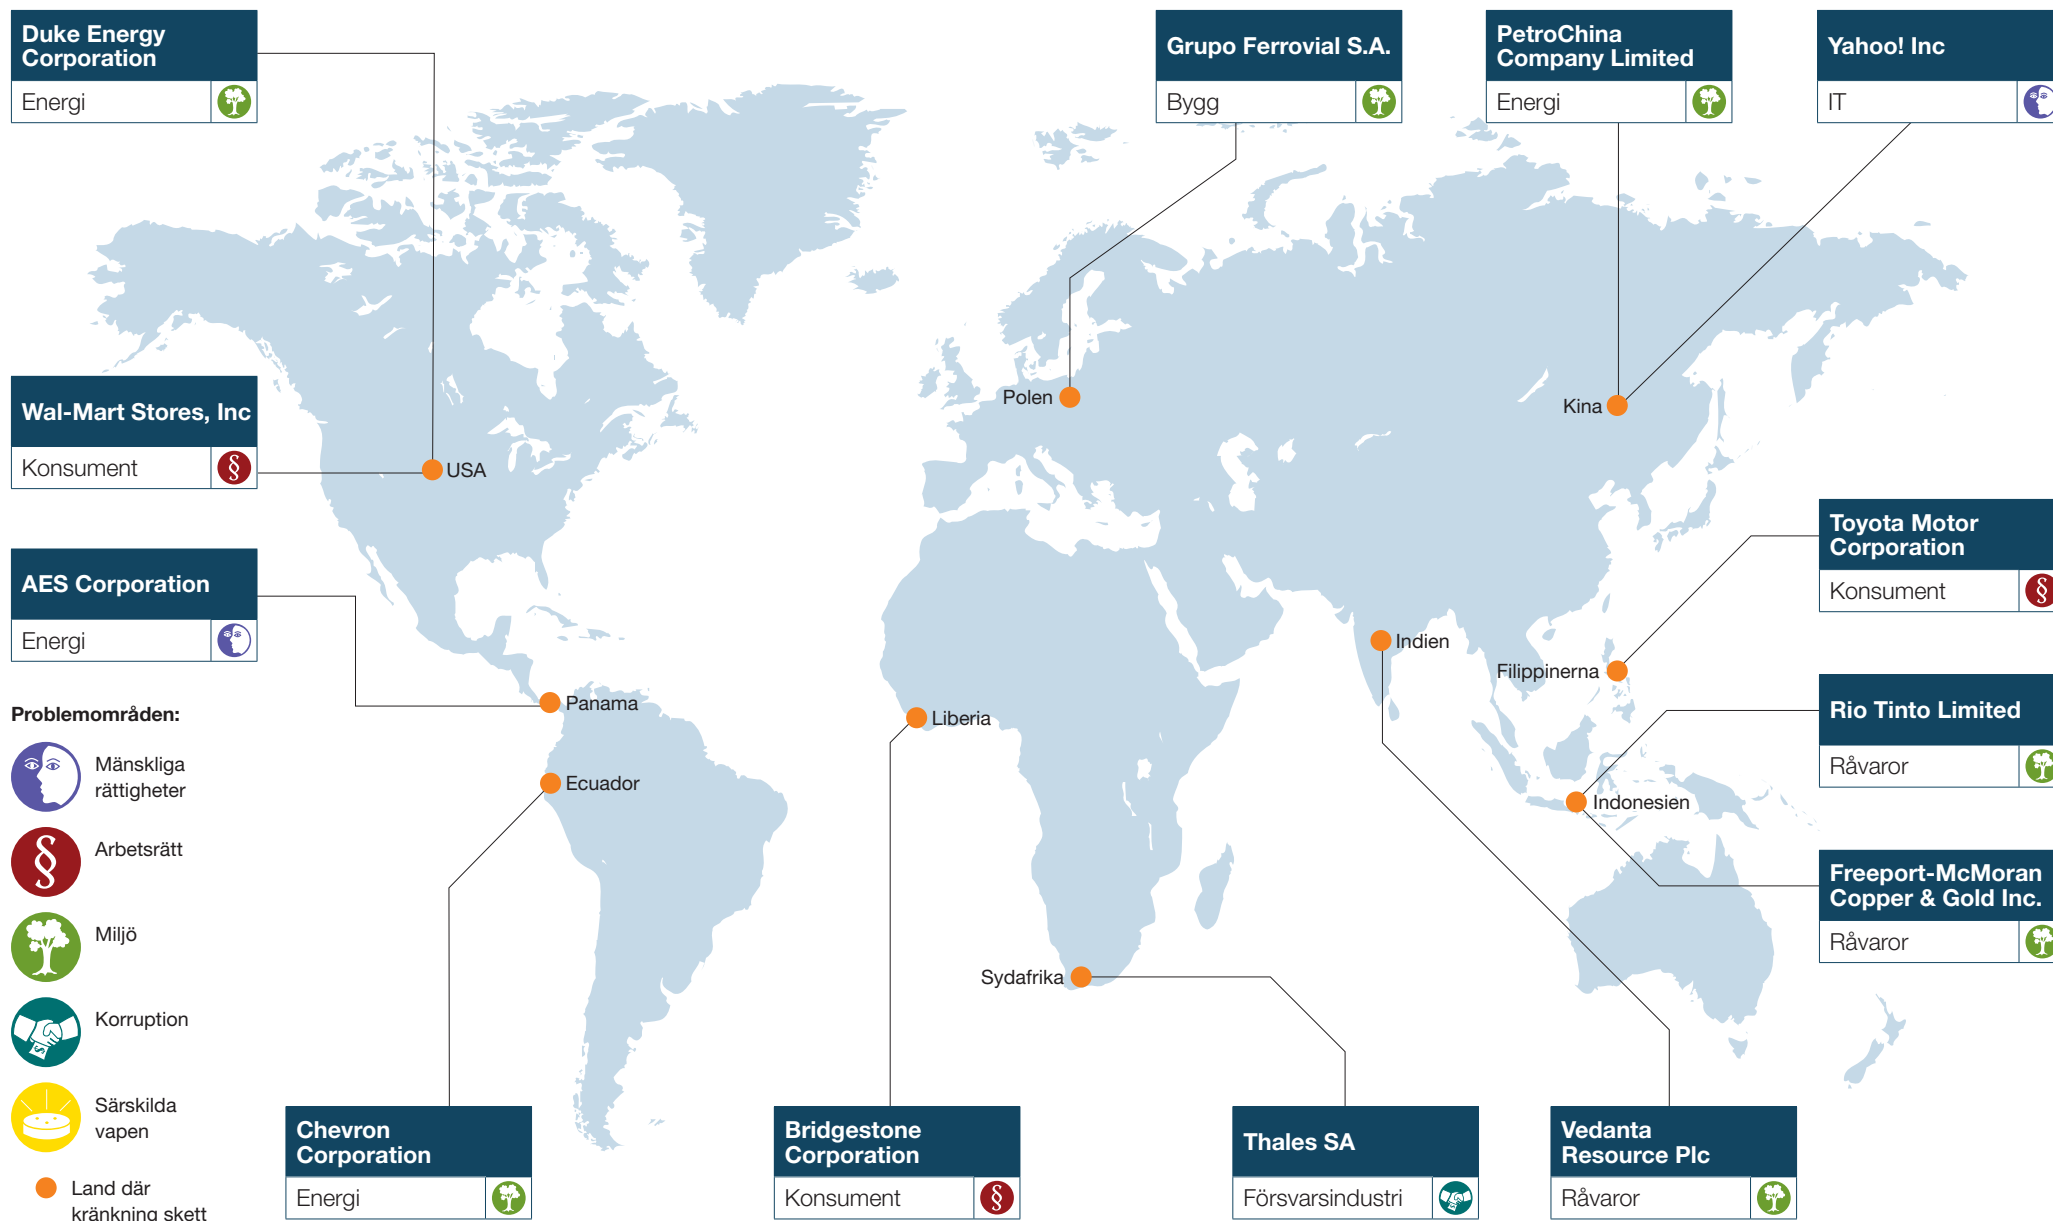 Duke Energy
Corporation
Energi
Grupo Ferrovial S.A.
Bygg
PetroChina
Company Limited
Energi
Yahoo! Inc
IT
Wal-Mart Stores, Inc
Konsument
USA
Polen
Kina
AES Corporation
Energi
Toyota Motor
Corporation
Konsument
Indien
Filippinerna
Panama
Liberia
Ecuador
Rio Tinto Limited
Råvaror
Indonesien
Freeport-McMoran
Copper & Gold Inc.
Råvaror
Sydafrika
Problemområden:
Mänskliga
rättigheter
§
Arbetsrätt
Miljö
Korruption
Särskilda
vapen
Land där
kränkning skett
Chevron
Corporation
Energi
Bridgestone
Corporation
Konsument
Thales SA
Försvarsindustri
Vedanta
Resource Plc
Råvaror